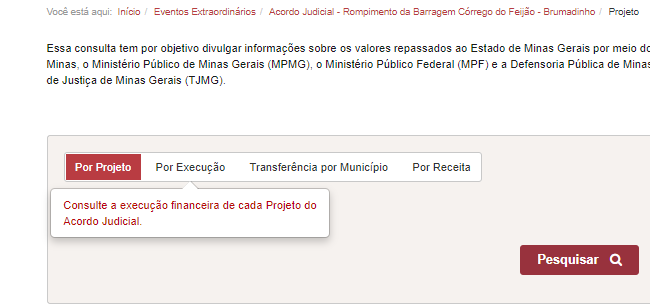 Você está aqui: Início / Eventos Extraordinários / Acordo Judicial - Rompimento da Barragem Córrego do Feijão - Brumadinho / Projeto
Essa consulta tem por objetivo divulgar informações sobre os valores repassados ao Estado de Minas Gerais por meio do
Minas, o Ministério Público de Minas Gerais (MPMG), o Ministério Público Federal (MPF) e a Defensoria Pública de Minas
de Justiça de Minas Gerais (TJMG).
Por Projeto Por Execução Transferência por Município Por Receita
Consulte a execução financeira de cada Projeto do
Acordo Judicial.
Pesquisar